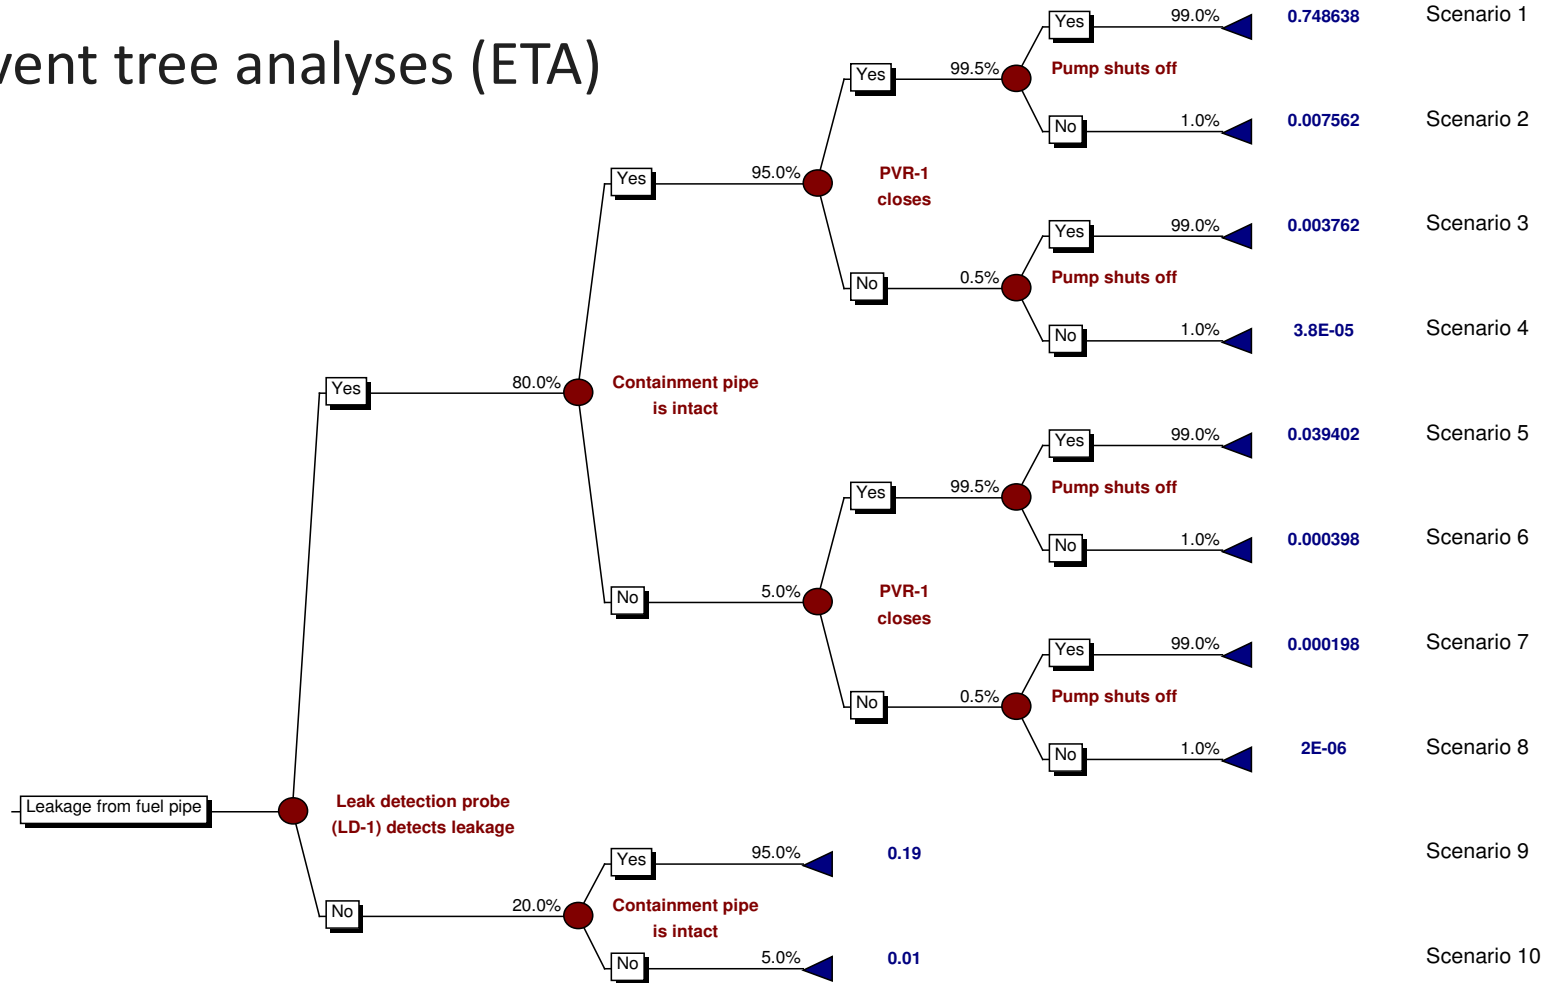 vent tree analyses (ETA)
Yes 99.0% 0.748638 Scenario 1
Yes 99.5% Pump shuts off
No 1.0% 0.007562 Scenario 2
Yes 95.0% PVR-1
closes
Yes 99.0% 0.003762 Scenario 3
No 0.5% Pump shuts off
No 1.0% 3.8E-05 Scenario 4
Yes 80.0% Containment pipe
is intact
Yes 99.0% 0.039402 Scenario 5
Yes 99.5% Pump shuts off
No 1.0% 0.000398 Scenario 6
No 5.0% PVR-1
closes
Yes 99.0% 0.000198 Scenario 7
No 0.5% Pump shuts off
No 1.0% 2E-06 Scenario 8
Leakage from fuel pipe Leak detection probe
(LD-1) detects leakage
Yes 95.0% 0.19 Scenario 9
No 20.0% Containment pipe
is intact
No 5.0% 0.01 Scenario 10